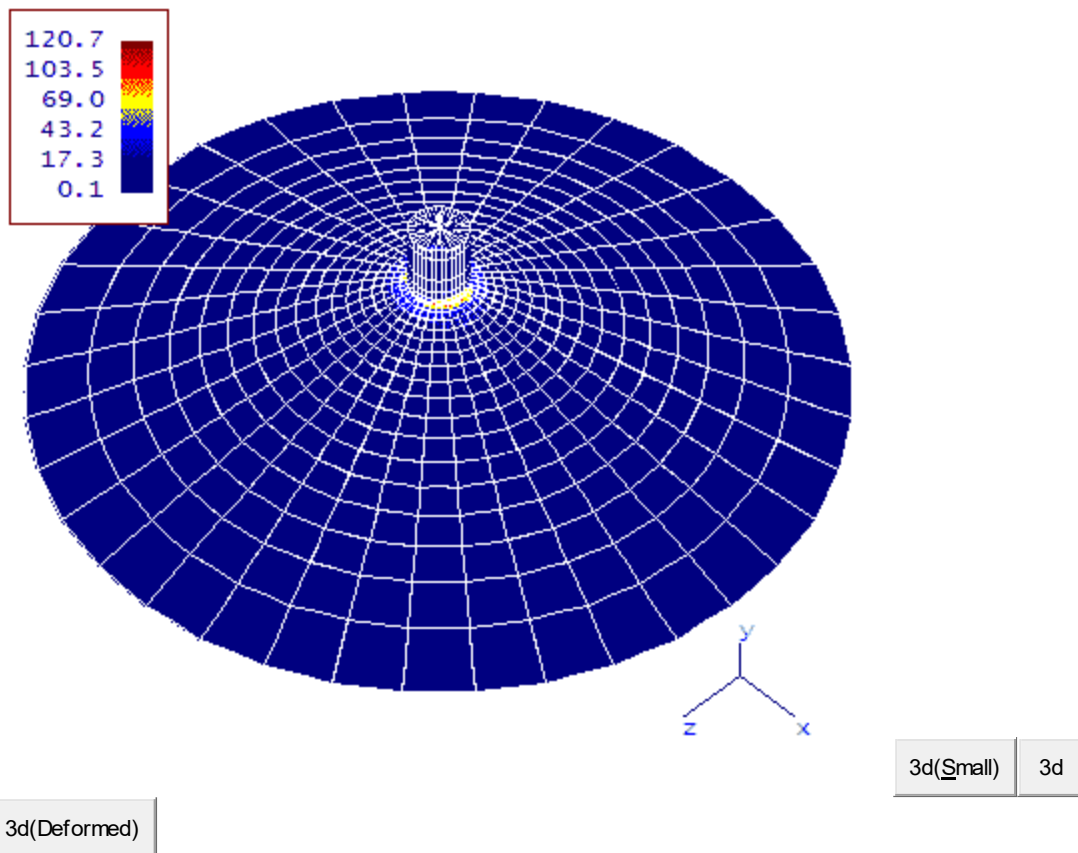 120.7
103.5
69.0
43.2
17.3
0.1
y
z
x
3d(Small)
3d
3d(Deformed)